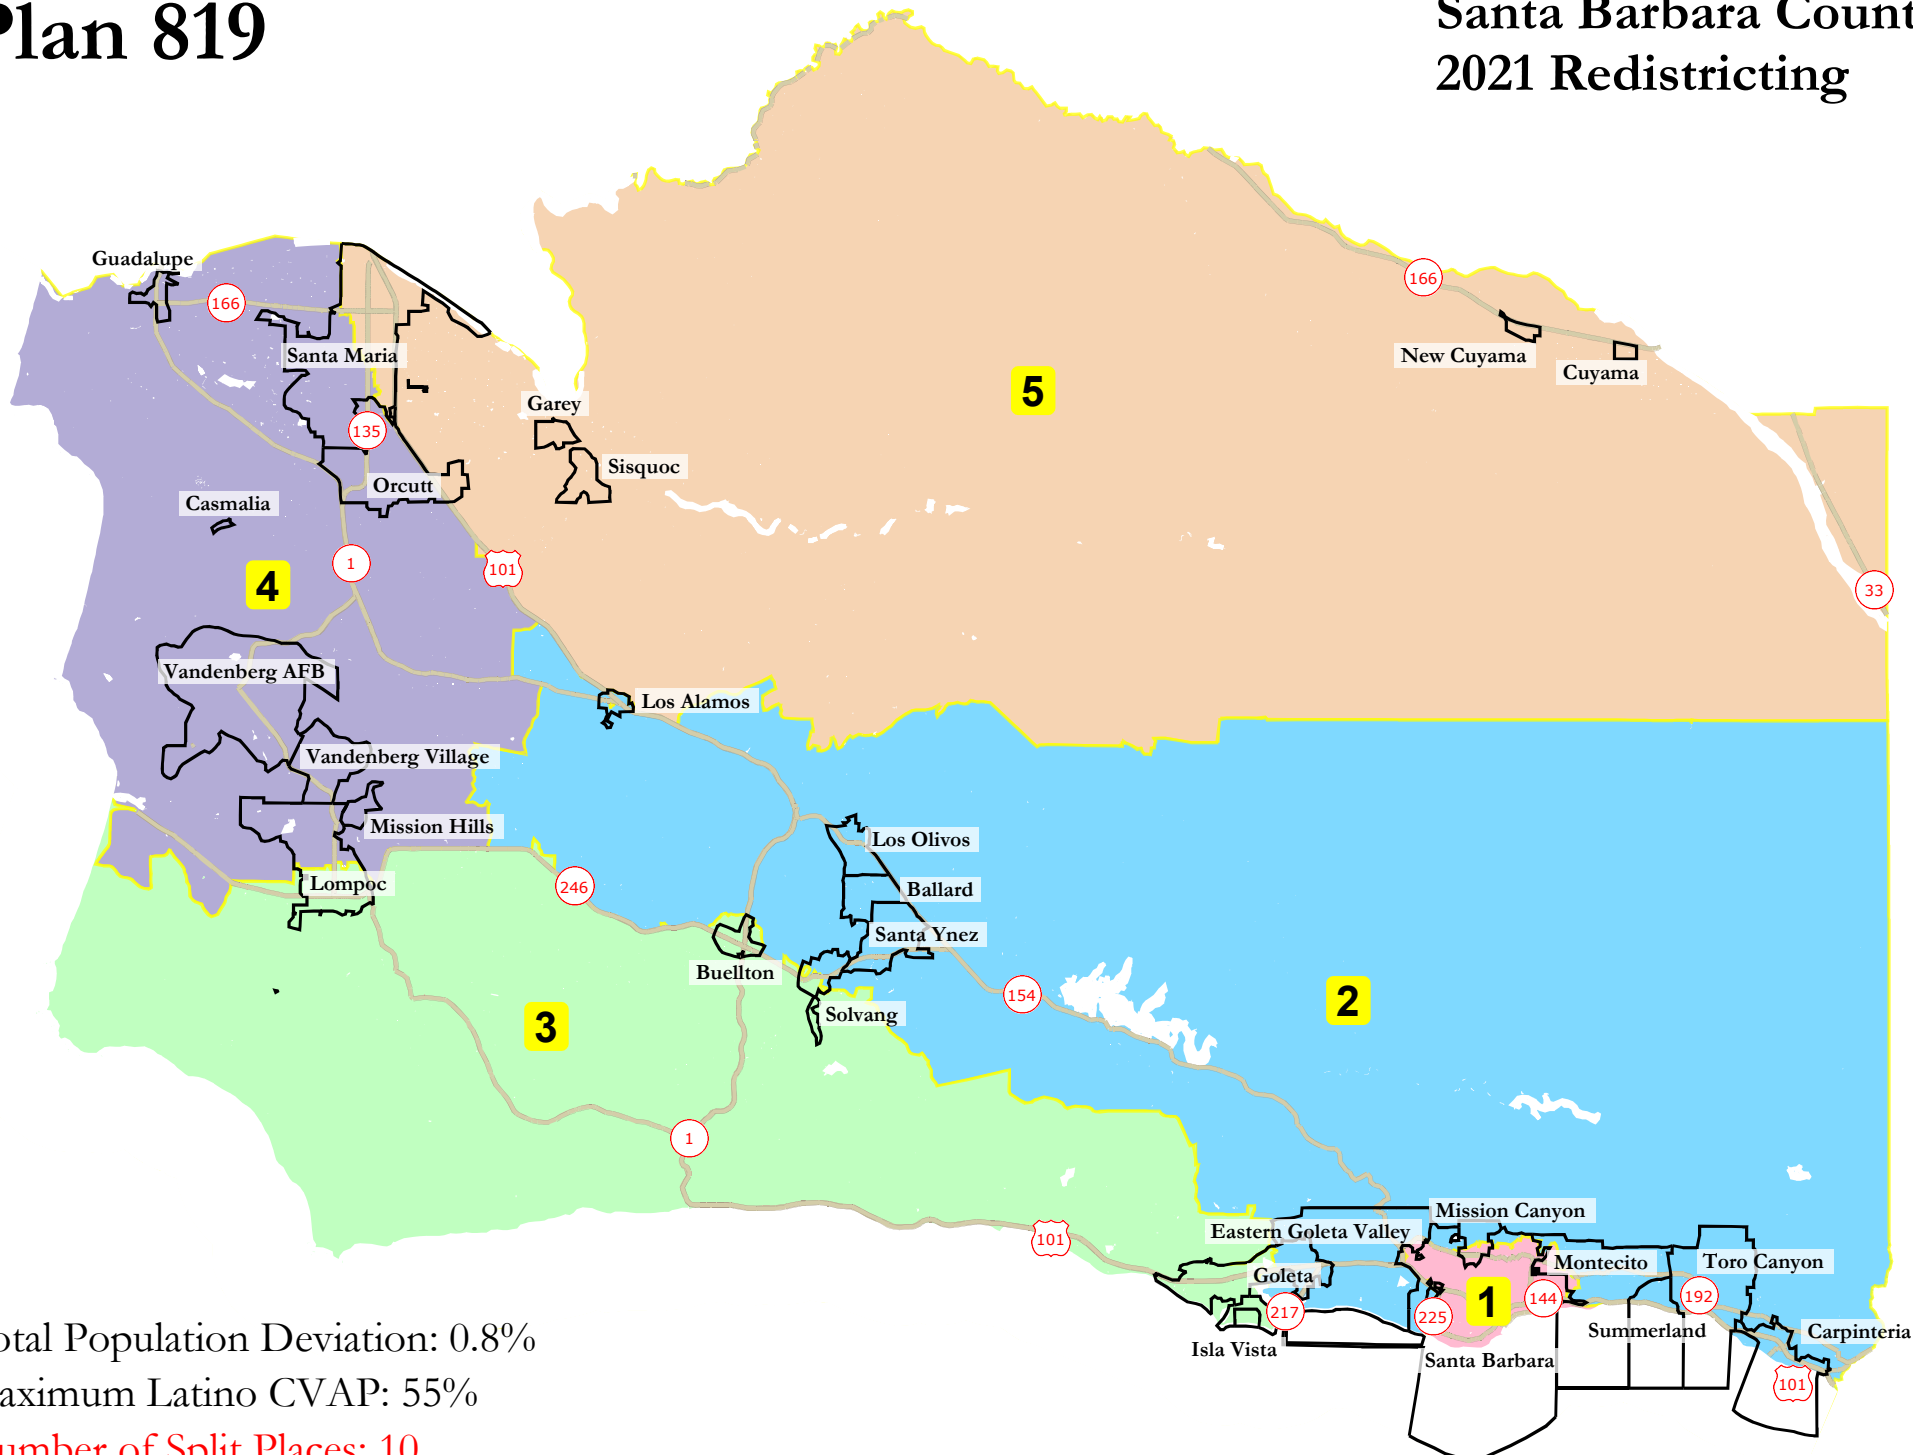 Plan 819
Santa Barbara Count
2021 Redistricting
Guadalupe
166
Santa Maria
135
Orcutt
Casmalia
1
4
101
Garey
Sisquoc
5
166
New Cuyama
Cuyama
33
Vandenberg AFB
Vandenberg Village
Mission Hills
Lompoc
Los Alamos
246
Los Olivos
Ballard
Santa Ynez
Buellton
Solvang
154
2
3
1
101
Mission Canyon
Eastern Goleta Valley
Goleta
217
Isla Vista
225
1
144
Montecito
Toro Canyon
192
Summerland
Santa Barbara
Carpinteria
101
otal Population Deviation: 0.8%
aximum Latino CVAP: 55%
umber of Split Places: 10